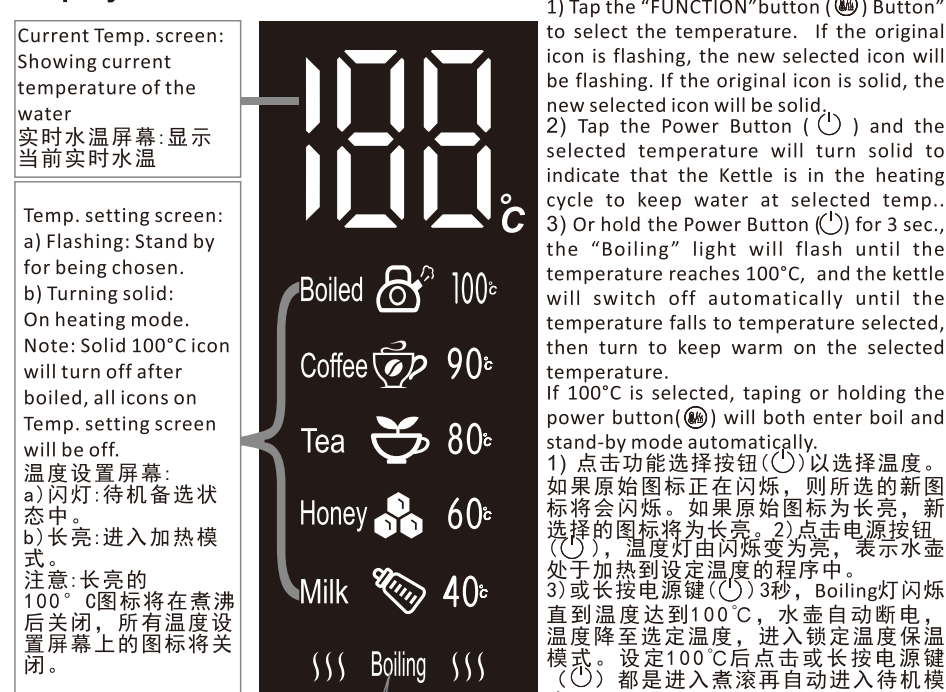 Current Temp. screen:
Showing current
temperature of the
water
实时水温屏幕:显示
当前实时水温
Temp. setting screen:
a) Flashing: Stand by
for being chosen.
b) Turning solid:
On heating mode.
Note: Solid 100°C icon
will turn off after
boiled, all icons on
Temp. setting screen
will be off.
温度设置屏幕:
a)闪灯:待机备选状
态中。
b)长亮:进入加热模
式。
注意:长亮的
100°C图标将在煮沸
后关闭，所有温度设
置屏幕上的图标将关
闭。
188
188
°C
Boiled 100°C
Coffee 90°C
Tea 80°C
Honey 60°C
Milk 40°C
Boiling
1) Tap the “FUNCTION”button ( ) Button”
to select the temperature. If the original
icon is flashing, the new selected icon will
be flashing. If the original icon is solid, the
new selected icon will be solid.
2) Tap the Power Button ( ) and the
selected temperature will turn solid to
indicate that the Kettle is in the heating
cycle to keep water at selected temp..
3) Or hold the Power Button ( ) for 3 sec.,
the “Boiling” light will flash until the
temperature reaches 100°C, and the kettle
will switch off automatically until the
temperature falls to temperature selected,
then turn to keep warm on the selected
temperature.
If 100°C is selected, taping or holding the
power button( ) will both enter boil and
stand-by mode automatically.
1) 点击功能选择按钮( )以选择温度。
如果原始图标正在闪烁，则所选的新图
标将会闪烁。如果原始图标为长亮，新
选择的图标将为长亮。2)点击电源按钮
( )，温度灯由闪烁变为亮，表示水壶
处于加热到设定温度的程序中。
3)或长按电源键( )3秒，Boiling灯闪烁
直到温度达到100°C，水壶自动断电，
温度降至选定温度，进入锁定温度保温
模式。设定100°C后点击或长按电源键
( ) 都是进入煮滚再自动进入待机模